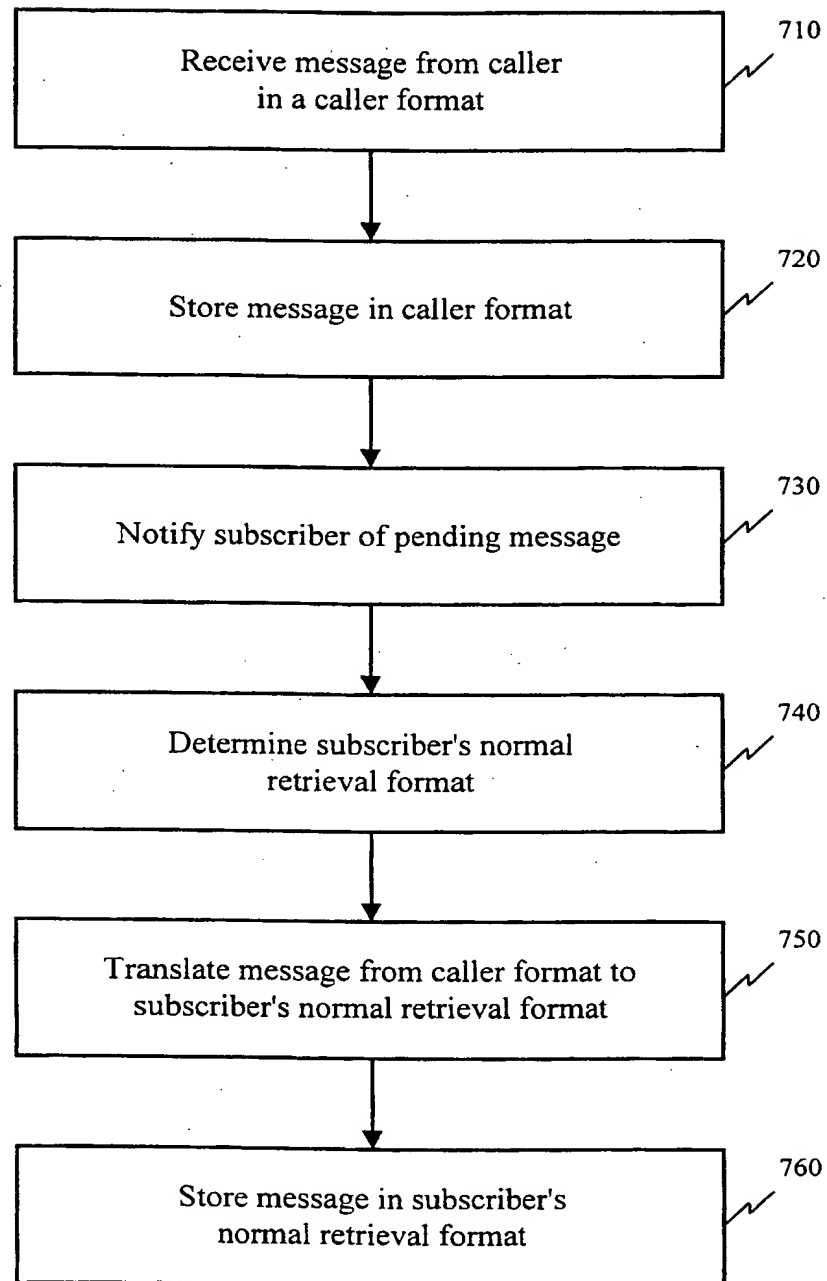 710
Receive message from caller
in a caller format
720
Store message in caller format
730
Notify subscriber of pending message
740
Determine subscriber's normal
retrieval format
750
Translate message from caller format to
subscriber's normal retrieval format
760
Store message in subscriber's
normal retrieval format